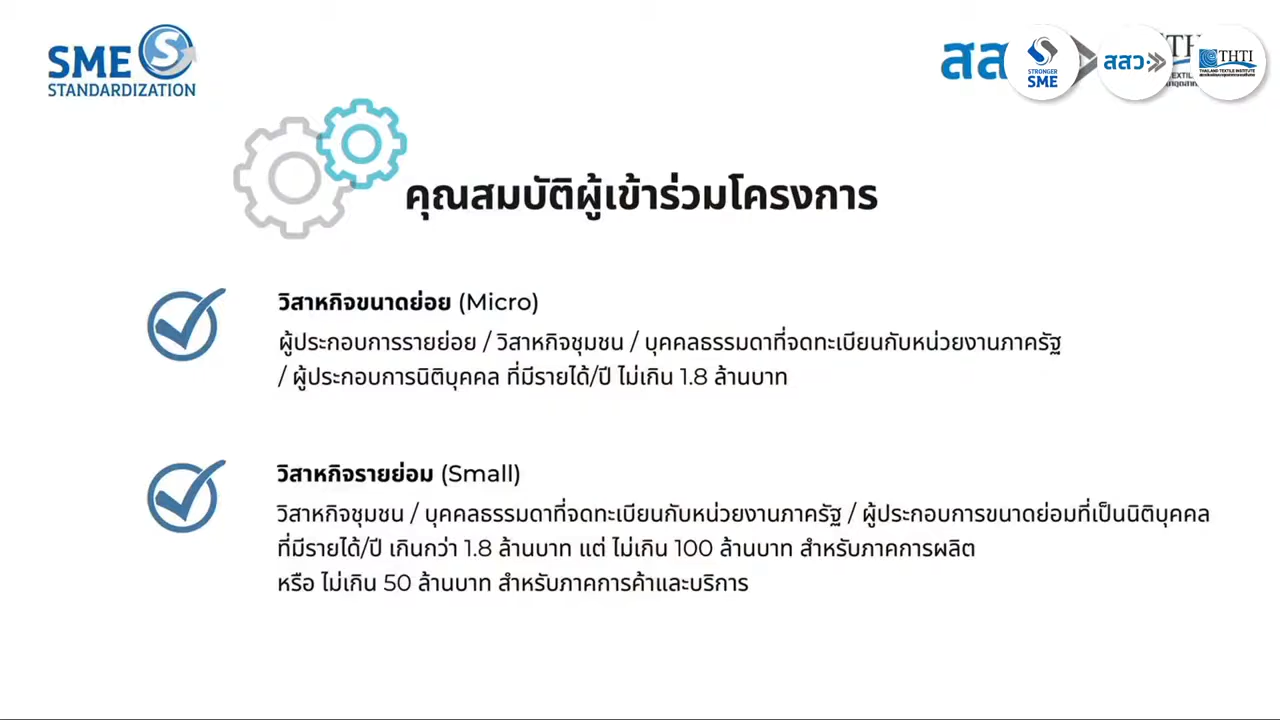 SME
STANDARDIZATION
สส
STRONGER
SME
สสว
THTI
THAILAND TEXTILE INSTITUTE
คุณสมบัติผู้เข้าร่วมโครงการ
วิสาหกิจขนาดย่อย (Micro)
ผู้ประกอบการรายย่อย / วิสาหกิจชุมชน / บุคคลธรรมดาที่จดทะเบียนกับหน่วยงานภาครัฐ
/ ผู้ประกอบการนิติบุคคล ที่มีรายได้/ปี ไม่เกิน 1.8 ล้านบาท
วิสาหกิจรายย่อม (Small)
วิสาหกิจชุมชน / บุคคลธรรมดาที่จดทะเบียนกับหน่วยงานภาครัฐ / ผู้ประกอบการขนาดย่อมที่เป็นนิติบุคคล
ที่มีรายได้/ปี เกินกว่า 1.8 ล้านบาท แต่ ไม่เกิน 100 ล้านบาท สำหรับภาคการผลิต
หรือ ไม่เกิน 50 ล้านบาท สำหรับภาคการค้าและบริการ